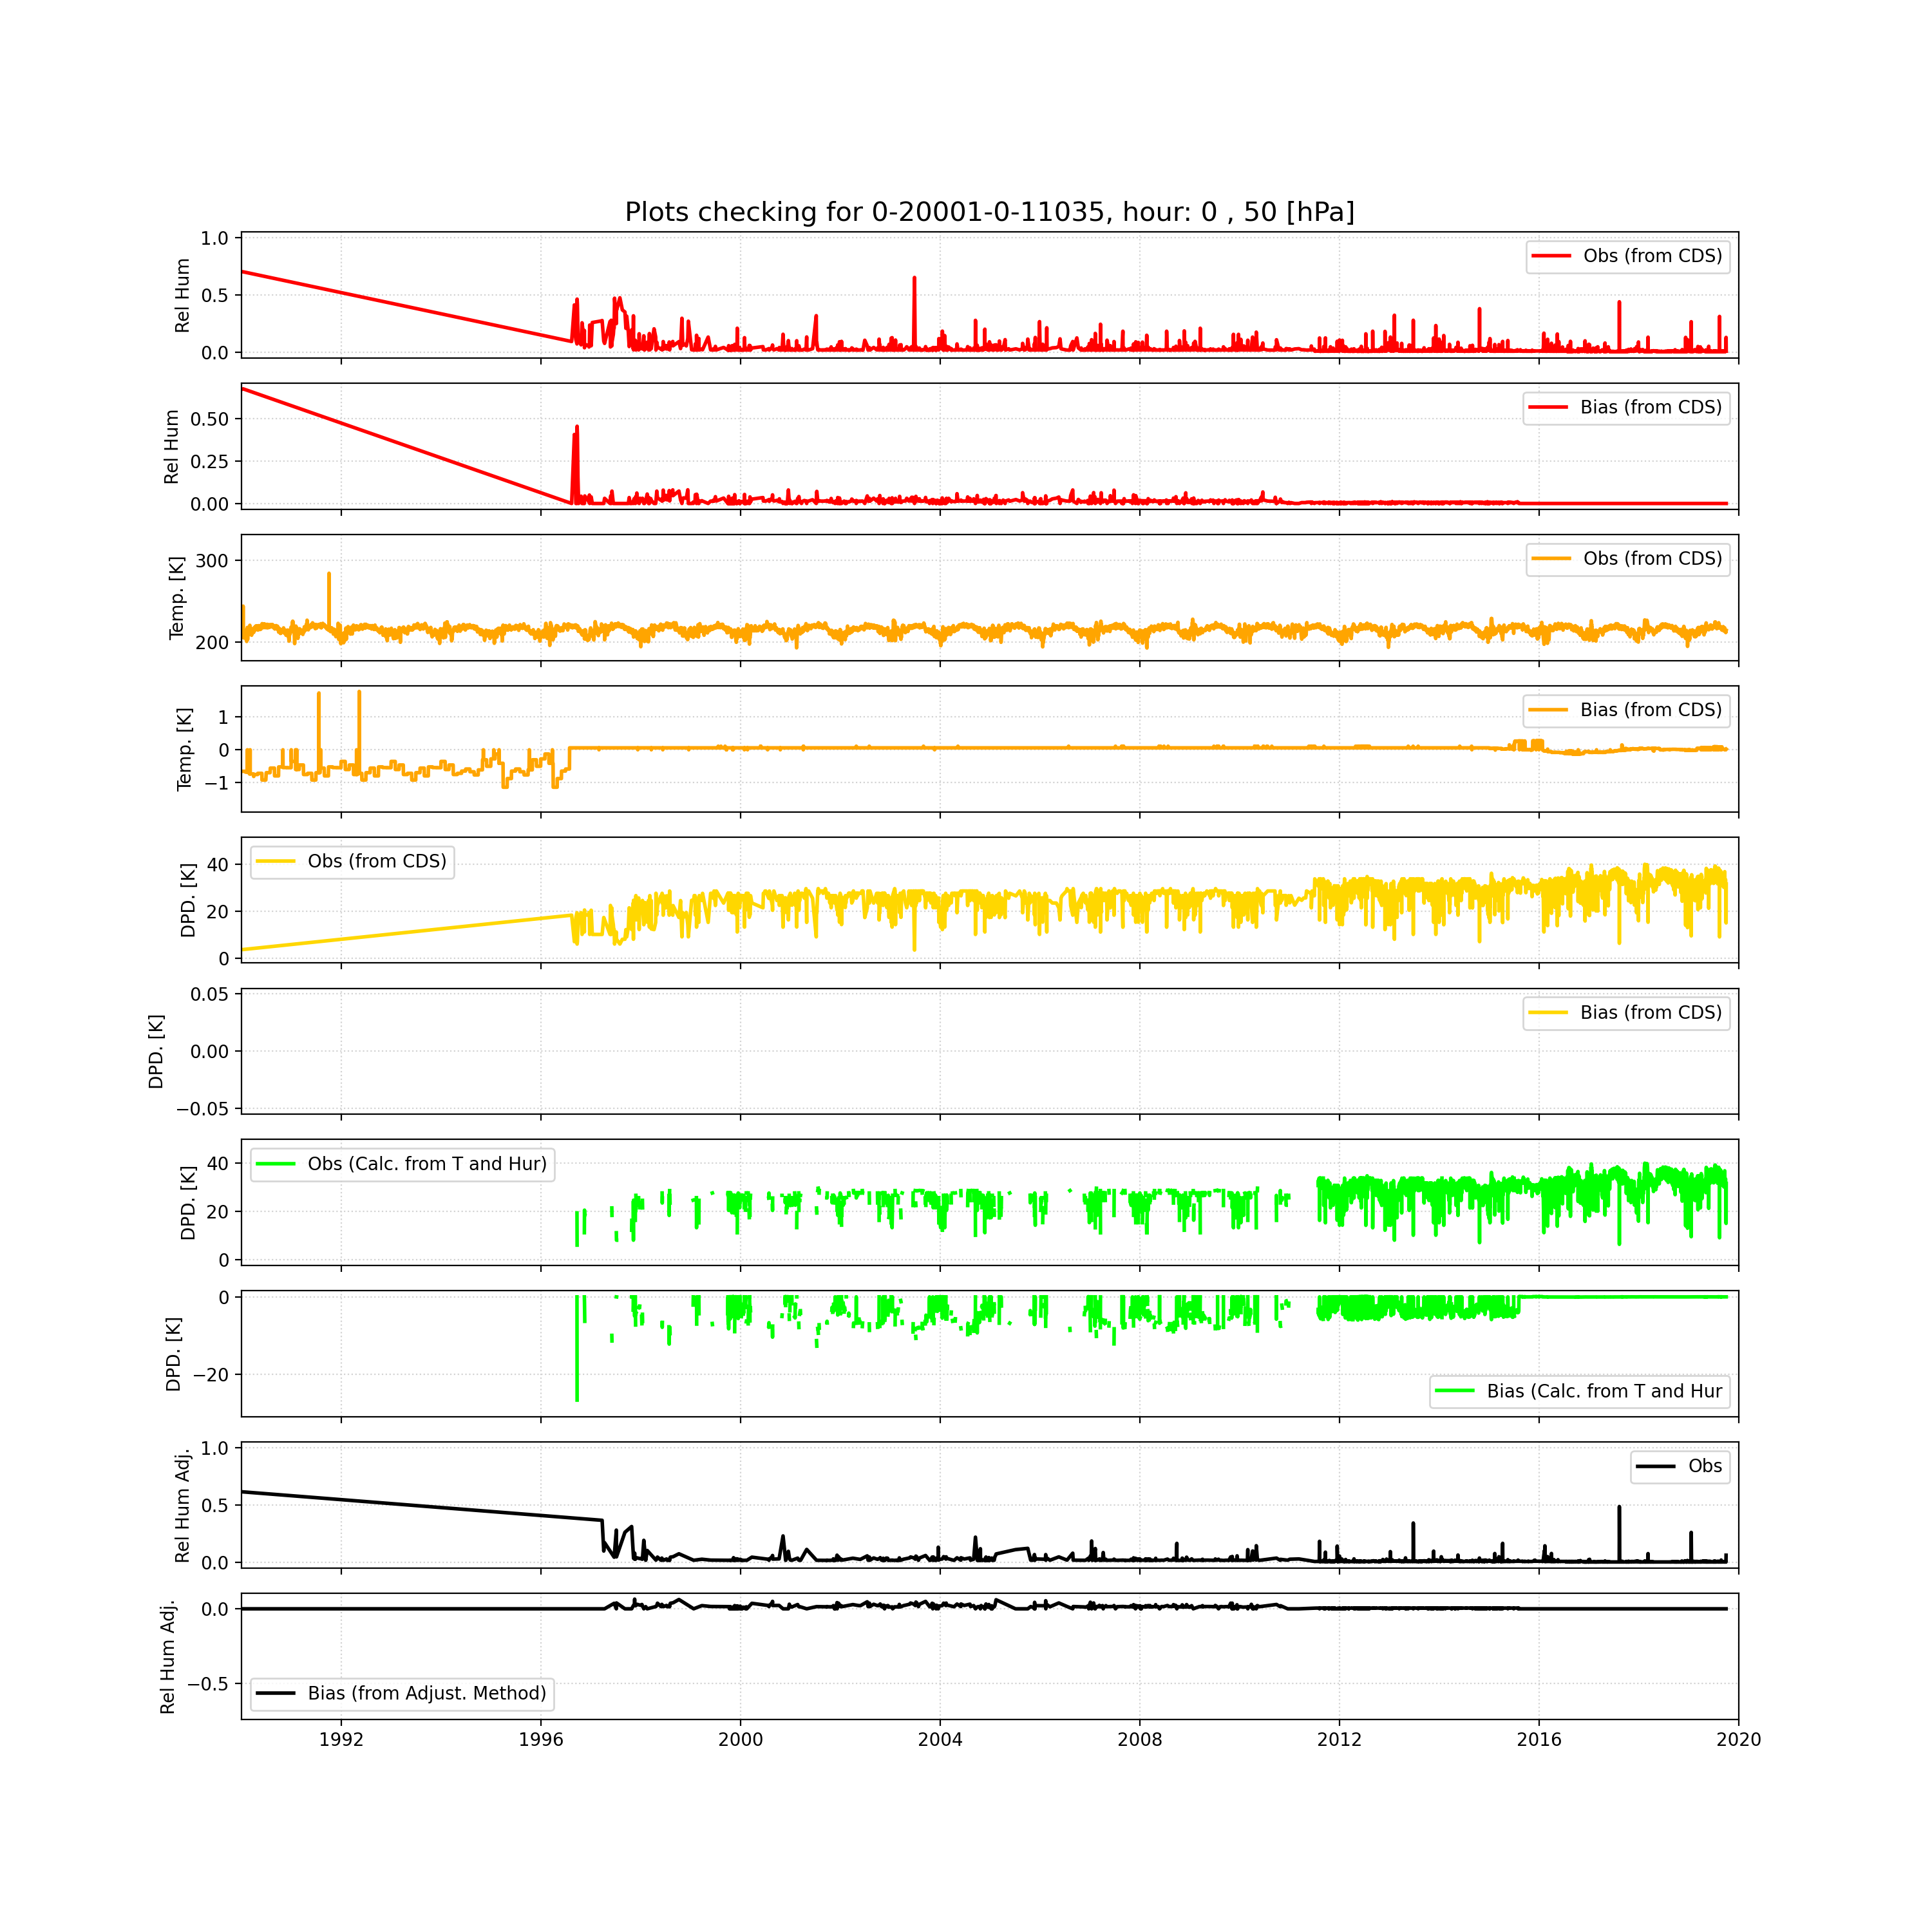 Plots checking for 0-20001-0-11035, hour: 0 , 50 [hPa]
1.0
0.5
0.0
Rel Hum
Obs (from CDS)
0.50
0.25
0.00
Rel Hum
Bias (from CDS)
300
200
Temp. [K]
Obs (from CDS)
1
0
−1
Temp. [K]
Bias (from CDS)
40
20
0
DPD. [K]
Obs (from CDS)
0.05
0.00
−0.05
DPD. [K]
Bias (from CDS)
40
20
0
DPD. [K]
Obs (Calc. from T and Hur)
0
−20
DPD. [K]
Bias (Calc. from T and Hur
1.0
0.5
0.0
Rel Hum Adj.
Obs
0.0
−0.5
Rel Hum Adj.
Bias (from Adjust. Method)
1992 1996 2000 2004 2008 2012 2016 2020